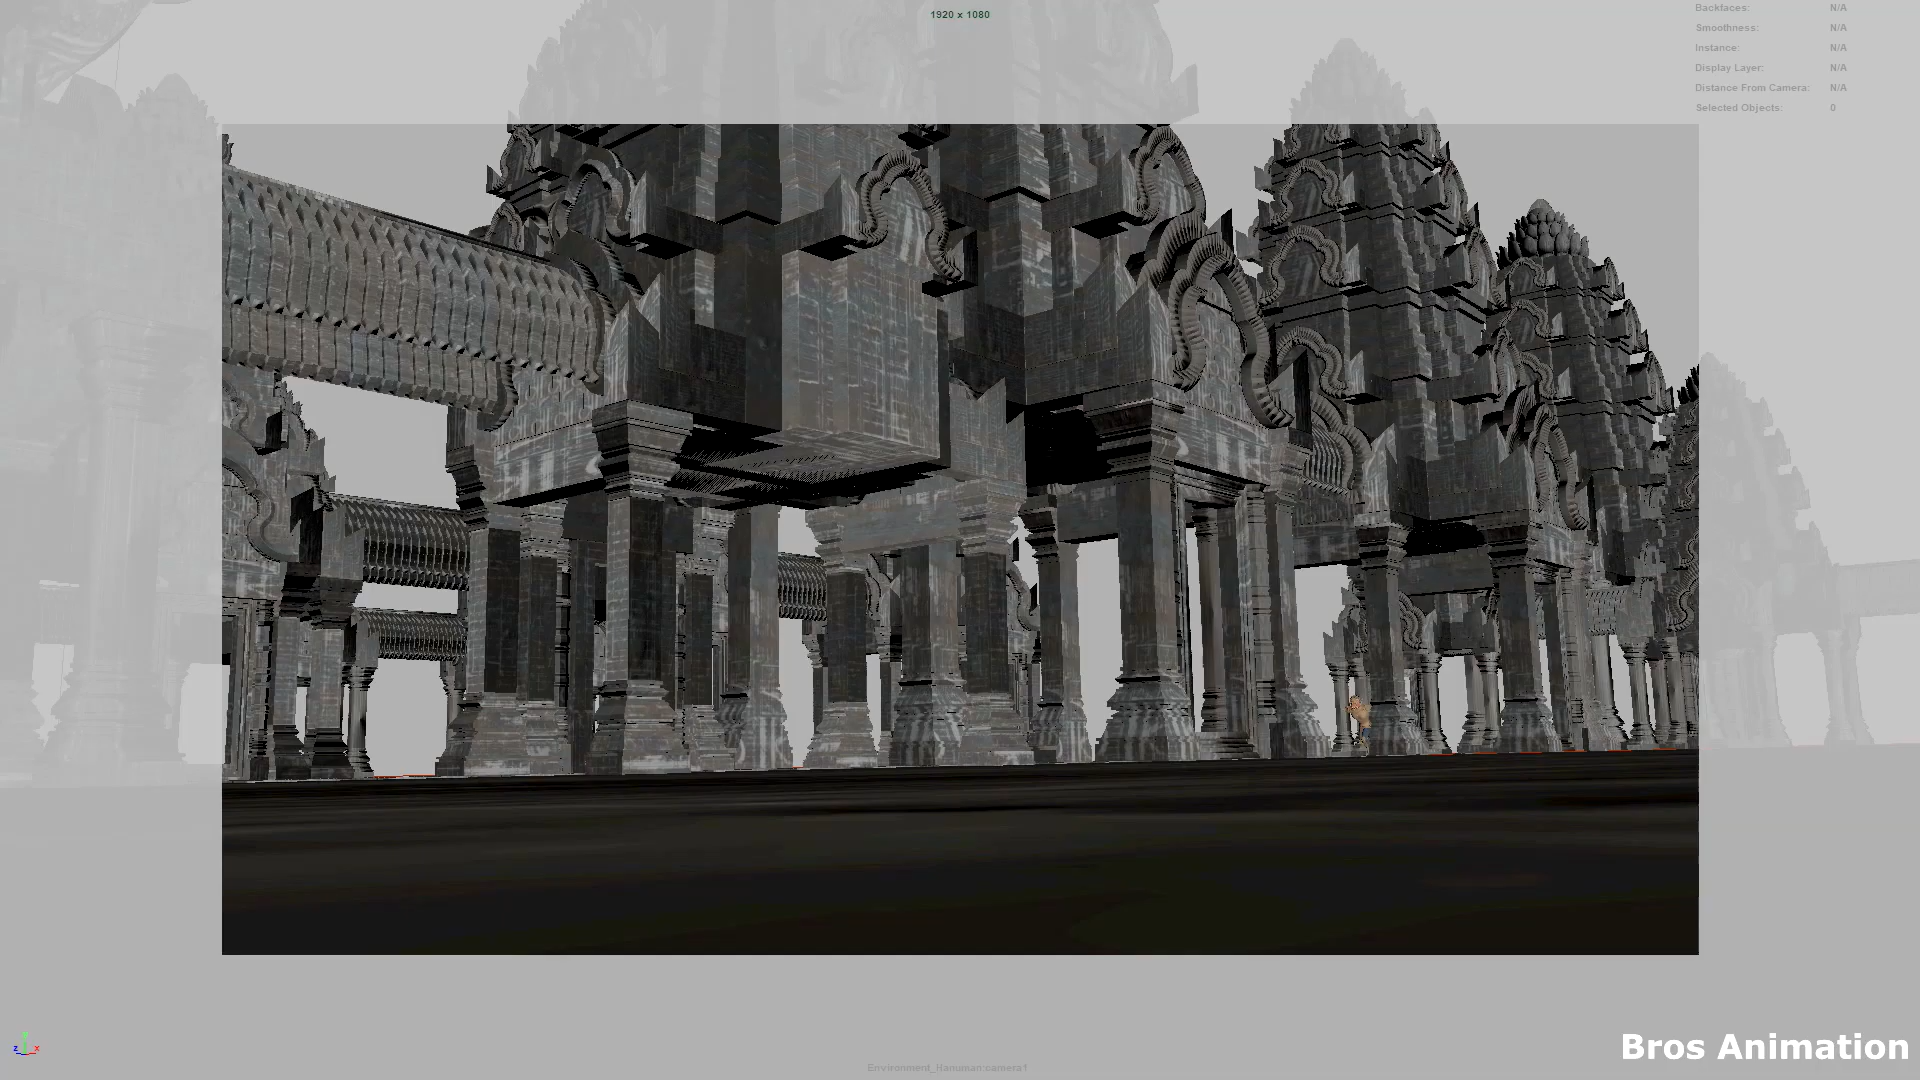 1920 x 1080
Backfaces: N/A
Smoothness: N/A
Instance: N/A
Display Layer: N/A
Distance From Camera: N/A
Selected Objects: 0
z x
Bros Animation
Environment_Hanuman:camera1